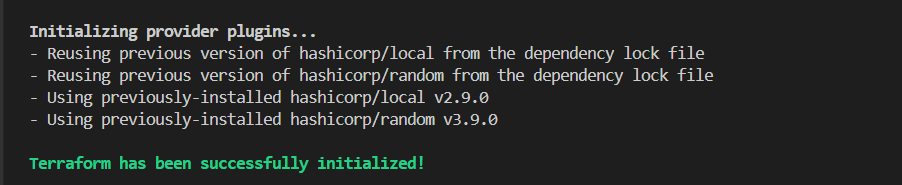 Initializing provider plugins...
- Reusing previous version of hashicorp/local from the dependency lock file
- Reusing previous version of hashicorp/random from the dependency lock file
- Using previously-installed hashicorp/local v2.9.0
- Using previously-installed hashicorp/random v3.9.0
Terraform has been successfully initialized!